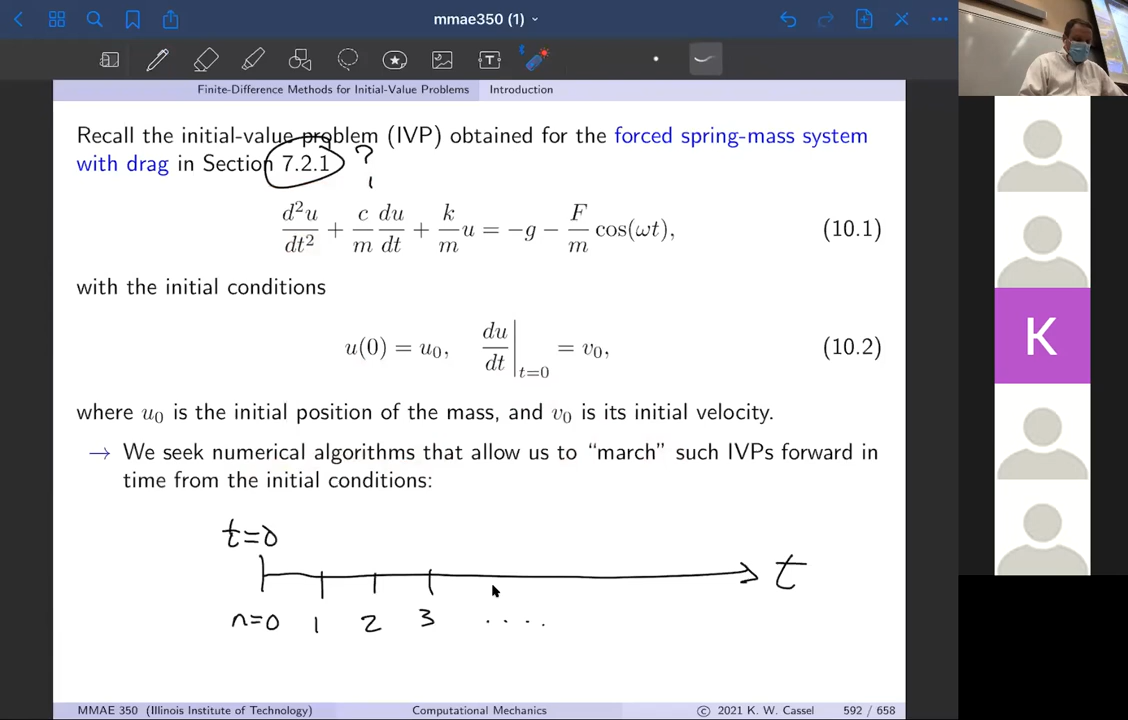 mmae350 (1)
Finite-Difference Methods for Initial-Value Problems Introduction
Recall the initial-value problem (IVP) obtained for the forced spring-mass system
with drag in Section 7.2.1 ?
d²u/dt² + c/m du/dt + k/m u = −g − F/m cos(ωt), (10.1)
with the initial conditions
u(0) = u₀, du/dt|ₜ₌₀ = v₀, (10.2)
where u₀ is the initial position of the mass, and v₀ is its initial velocity.
→ We seek numerical algorithms that allow us to “march” such IVPs forward in
time from the initial conditions:
t=0
t
n=0 1 2 3 ....
MMAE 350 (Illinois Institute of Technology) Computational Mechanics © 2021 K. W. Cassel 592 / 658
K